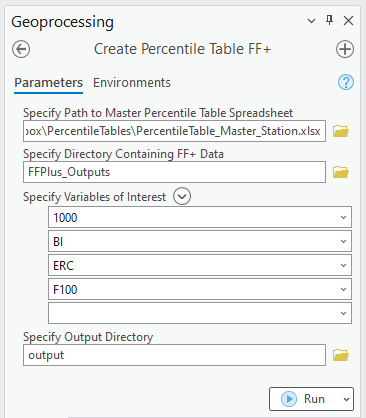 Geoprocessing
Create Percentile Table FF+
Parameters Environments
?
Specify Path to Master Percentile Table Spreadsheet
ox\PercentileTables\PercentileTable_Master_Station.xlsx
Specify Directory Containing FF+ Data
FFPlus_Outputs
Specify Variables of Interest
1000
BI
ERC
F100
Specify Output Directory
output
Run